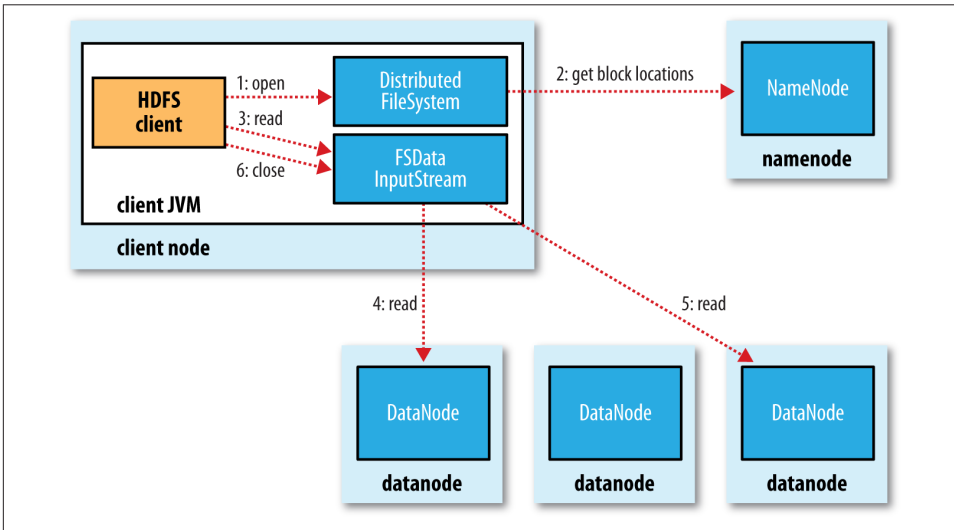 1: open
Distributed
FileSystem
2: get block locations
NameNode
HDFS
client
3: read
FSData
InputStream
6: close
namenode
client JVM
client node
4: read
5: read
DataNode
DataNode
DataNode
datanode
datanode
datanode